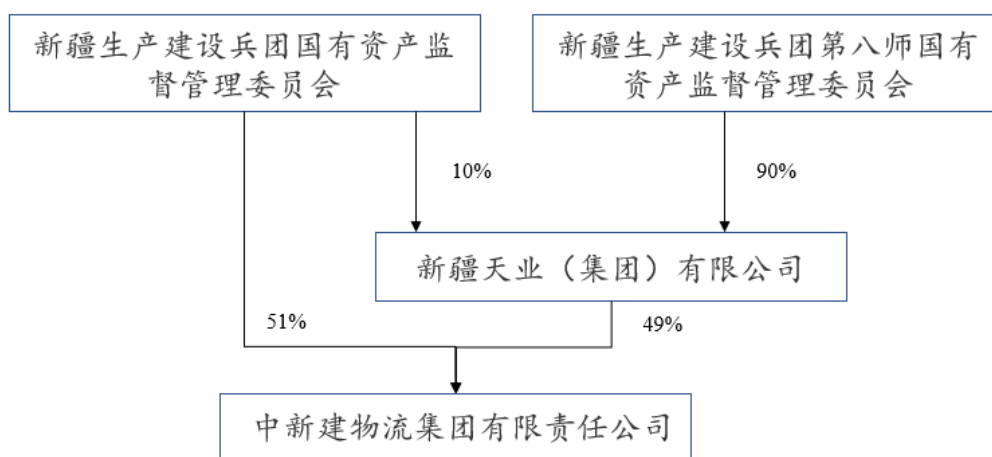 新疆生产建设兵团国有资产监
督管理委员会
新疆生产建设兵团第八师国有
资产监督管理委员会
10%
90%
新疆天业（集团）有限公司
51%
49%
中新建物流集团有限责任公司